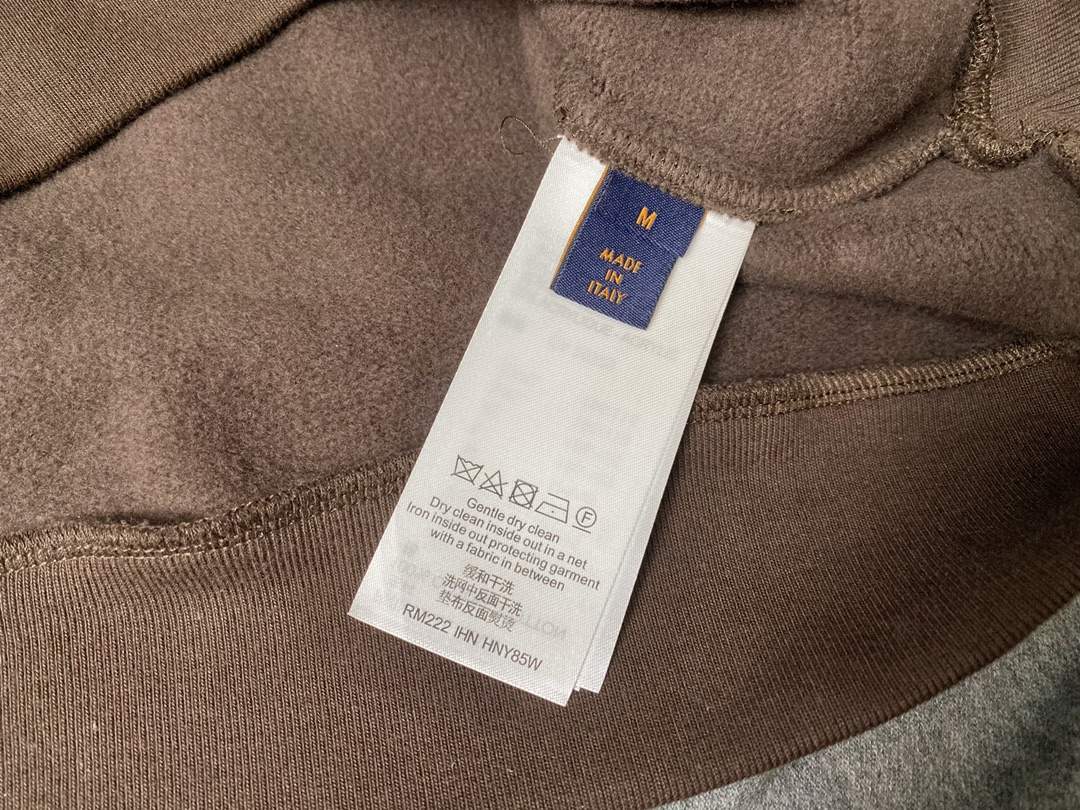 M
MADE
IN
ITALY
F
Gentle dry clean
Dry clean inside out in a net
Iron inside out protecting garment
with a fabric in between
缓和干洗
洗网中反面干洗
垫布反面熨烫
RM222 IHN HNY85W